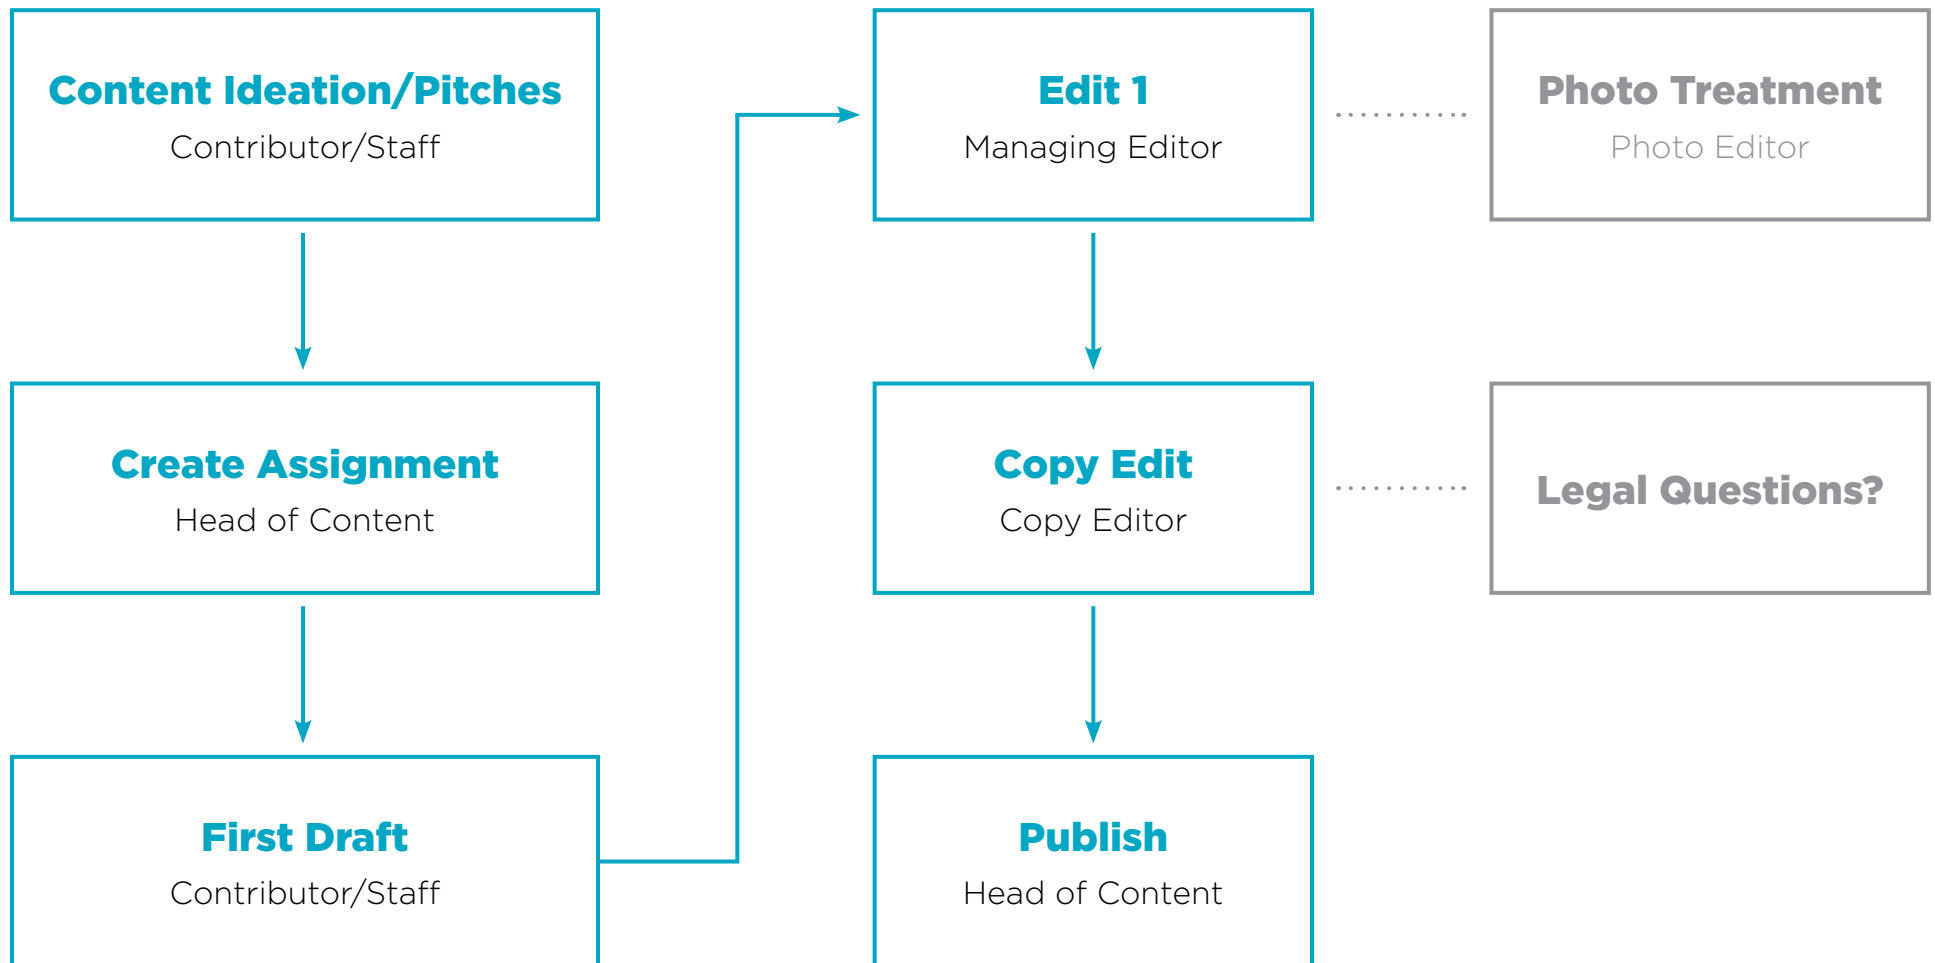 Content Ideation/Pitches
Contributor/Staff
Create Assignment
Head of Content
First Draft
Contributor/Staff
Edit 1
Managing Editor
Copy Edit
Copy Editor
Publish
Head of Content
Photo Treatment
Photo Editor
Legal Questions?